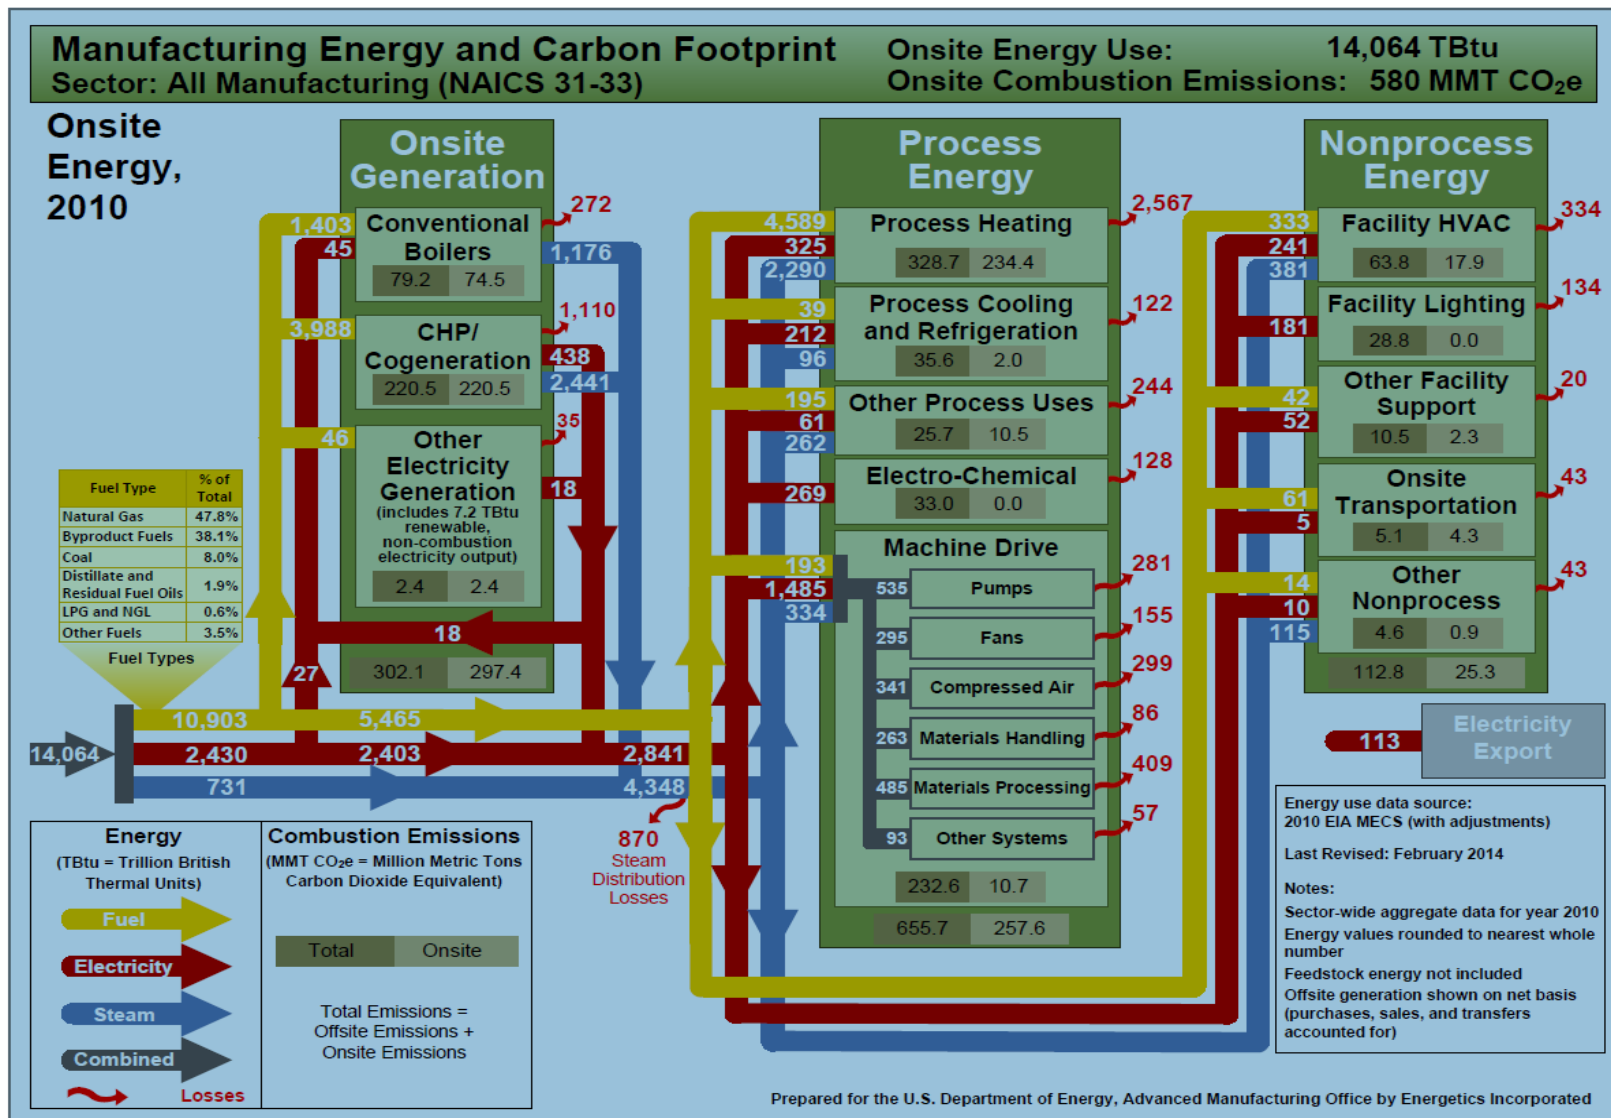 Manufacturing Energy and Carbon Footprint
Sector: All Manufacturing (NAICS 31-33)
Onsite Energy Use: 14,064 TBtu
Onsite Combustion Emissions: 580 MMT CO₂e
Onsite
Energy,
2010
Onsite
Generation
1,403
45
Conventional
Boilers
79.2 74.5
272
1,176
3,988
CHP/
Cogeneration
220.5 220.5
1,110
438
2,441
46
Other
Electricity
Generation
(includes 7.2 TBtu
renewable,
non-combustion
electricity output)
2.4 2.4
35
18
18
27
302.1 297.4
Fuel Type % of Total
Natural Gas 47.8%
Byproduct Fuels 38.1%
Coal 8.0%
Distillate and
Residual Fuel Oils 1.9%
LPG and NGL 0.6%
Other Fuels 3.5%
Fuel Types
14,064
10,903 5,465
2,430 2,403 2,841
731 4,348
870
Steam
Distribution
Losses
Process
Energy
4,589
325
2,290
Process Heating
328.7 234.4
2,567
39
212
96
Process Cooling
and Refrigeration
35.6 2.0
122
195
61
262
Other Process Uses
25.7 10.5
244
269
Electro-Chemical
33.0 0.0
128
Machine Drive
193
1,485
334
535 Pumps 281
295 Fans 155
341 Compressed Air 299
263 Materials Handling 86
485 Materials Processing 409
93 Other Systems 57
232.6 10.7
655.7 257.6
Nonprocess
Energy
333
241
381
Facility HVAC
63.8 17.9
334
181
Facility Lighting
28.8 0.0
134
42
52
Other Facility
Support
10.5 2.3
20
61
5
Onsite
Transportation
5.1 4.3
43
14
10
115
Other
Nonprocess
4.6 0.9
43
112.8 25.3
113
Electricity
Export
Energy
(TBtu = Trillion British
Thermal Units)
Fuel
Electricity
Steam
Combined
Losses
Combustion Emissions
(MMT CO₂e = Million Metric Tons
Carbon Dioxide Equivalent)
Total Onsite
Total Emissions =
Offsite Emissions +
Onsite Emissions
Energy use data source:
2010 EIA MECS (with adjustments)
Last Revised: February 2014
Notes:
Sector-wide aggregate data for year 2010
Energy values rounded to nearest whole
number
Feedstock energy not included
Offsite generation shown on net basis
(purchases, sales, and transfers
accounted for)
Prepared for the U.S. Department of Energy, Advanced Manufacturing Office by Energetics Incorporated